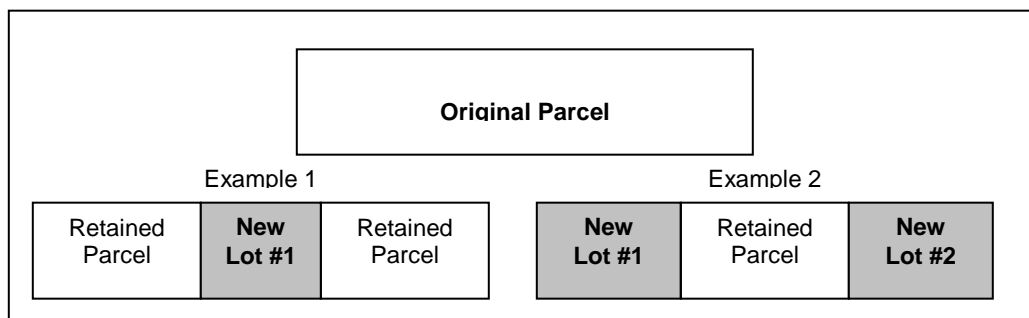 Original Parcel
Example 1
Example 2
Retained Parcel
New Lot #1
Retained Parcel
New Lot #1
Retained Parcel
New Lot #2